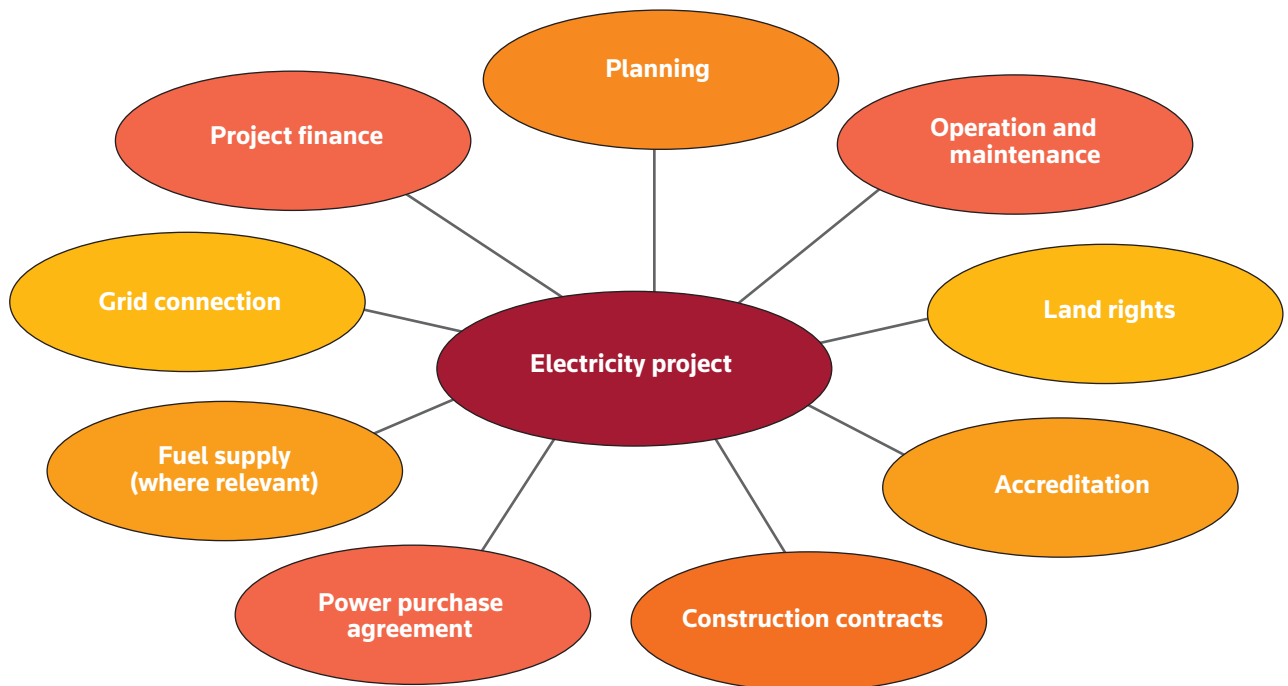 Planning
Project finance
Operation and
maintenance
Grid connection
Land rights
Electricity project
Fuel supply
(where relevant)
Accreditation
Power purchase
agreement
Construction contracts